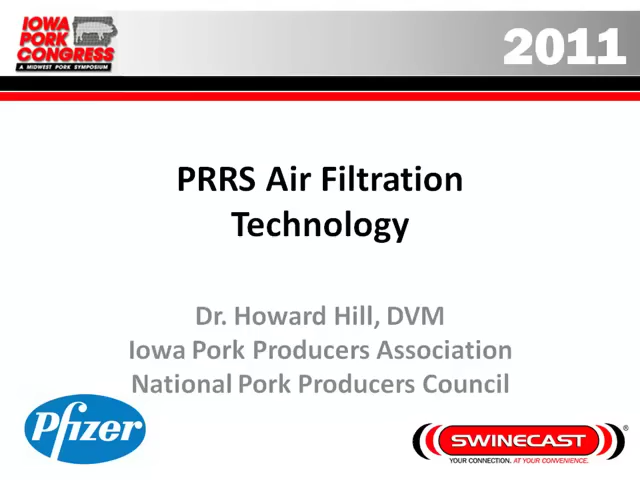 IOWA
PORK
CONGRESS
A MIDWEST PORK SYMPOSIUM
2011
PRRS Air Filtration
Technology
Dr. Howard Hill, DVM
Iowa Pork Producers Association
National Pork Producers Council
Pfizer
SWINECAST ®
YOUR CONNECTION. AT YOUR CONVENIENCE.